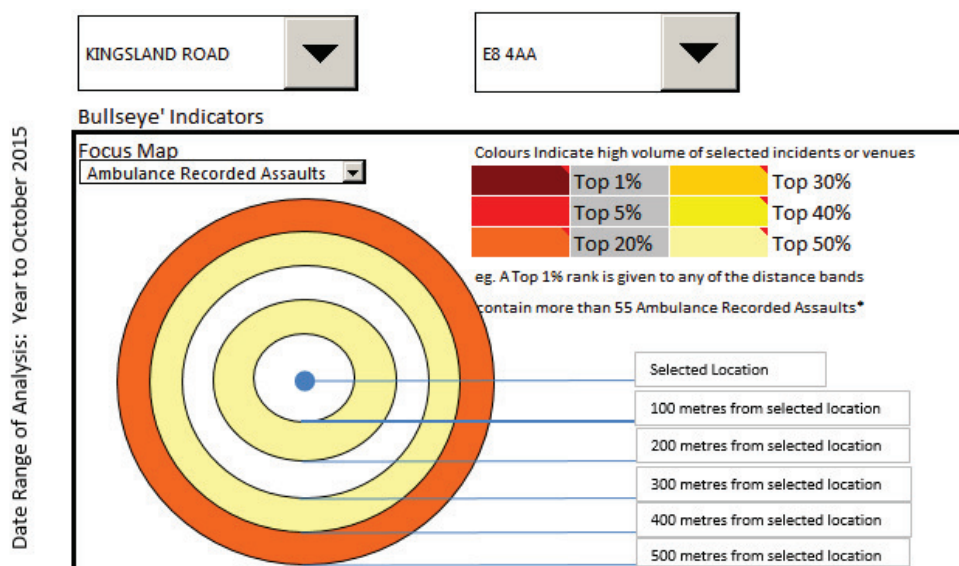 KINGSLAND ROAD
E8 4AA
Bullseye' Indicators
Date Range of Analysis: Year to October 2015
Focus Map
Ambulance Recorded Assaults
Colours Indicate high volume of selected incidents or venues
Top 1% Top 30%
Top 5% Top 40%
Top 20% Top 50%
eg. A Top 1% rank is given to any of the distance bands
contain more than 55 Ambulance Recorded Assaults*
Selected Location
100 metres from selected location
200 metres from selected location
300 metres from selected location
400 metres from selected location
500 metres from selected location